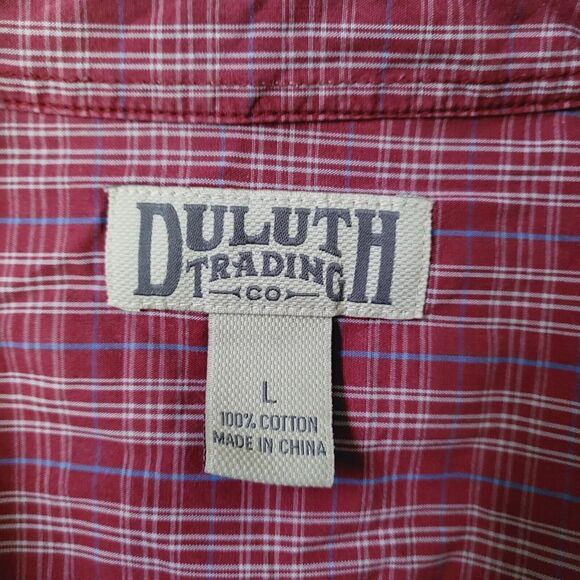 DULUTH
TRADING
CO
L
100% COTTON
MADE IN CHINA